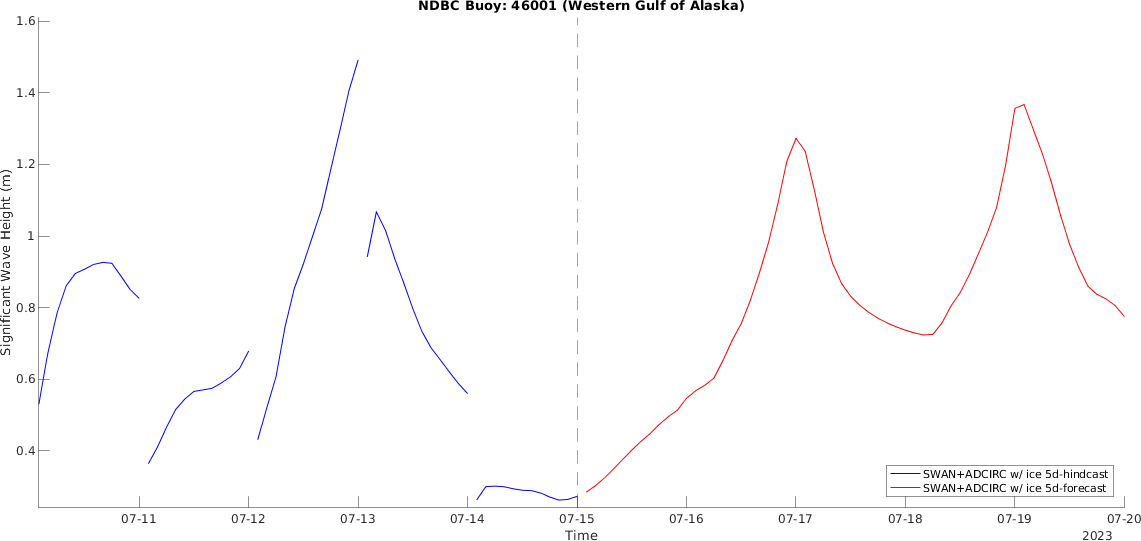 NDBC Buoy: 46001 (Western Gulf of Alaska)
1.6
1.4
1.2
1
0.8
0.6
0.4
Significant Wave Height (m)
SWAN+ADCIRC w/ ice 5d-hindcast
SWAN+ADCIRC w/ ice 5d-forecast
07-11 07-12 07-13 07-14 07-15 07-16 07-17 07-18 07-19 07-20
Time
2023